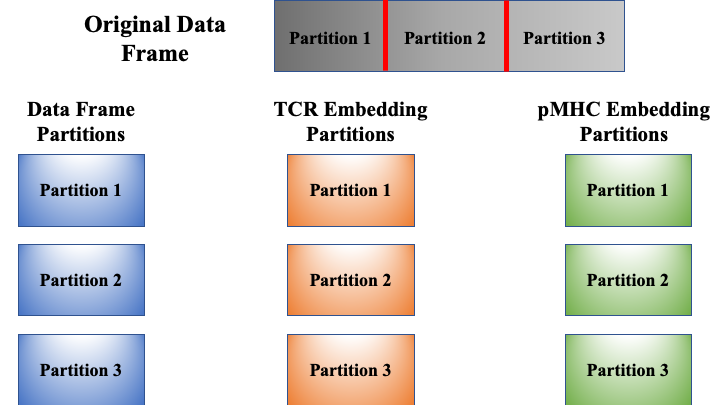 Original Data
Frame
Partition 1
Partition 2
Partition 3
Data Frame
Partitions
TCR Embedding
Partitions
pMHC Embedding
Partitions
Partition 1
Partition 1
Partition 1
Partition 2
Partition 2
Partition 2
Partition 3
Partition 3
Partition 3